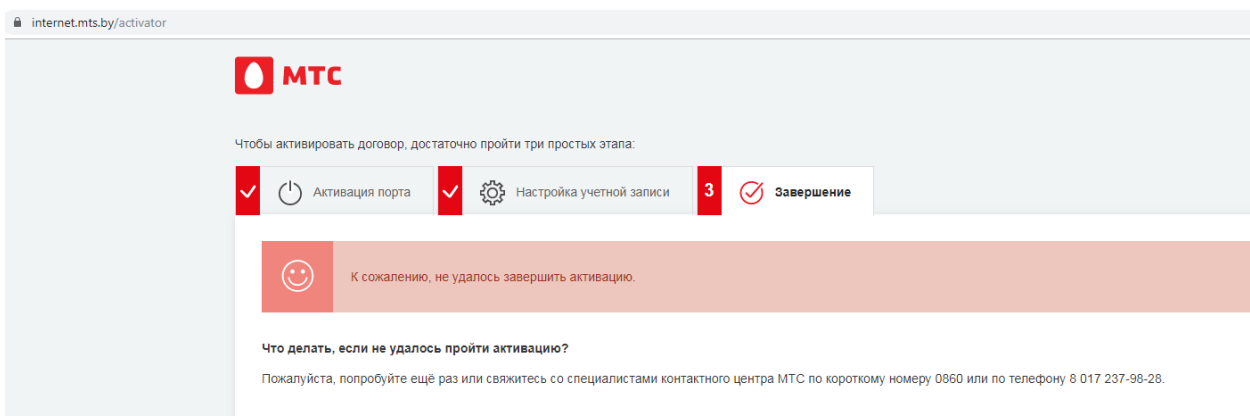 internet.mts.by/activator
МТС
Чтобы активировать договор, достаточно пройти три простых этапа:
Активация порта
Настройка учетной записи
3
Завершение
К сожалению, не удалось завершить активацию.
Что делать, если не удалось пройти активацию?
Пожалуйста, попробуйте ещё раз или свяжитесь со специалистами контактного центра МТС по короткому номеру 0860 или по телефону 8 017 237-98-28.